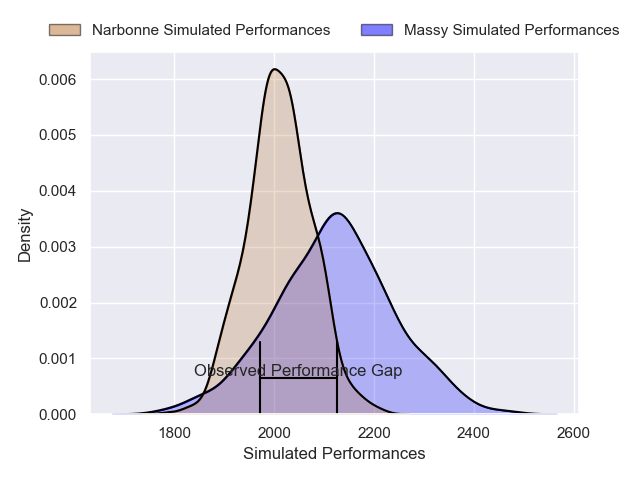 Narbonne Simulated Performances
Massy Simulated Performances
0.006
0.005
0.004
0.003
0.002
0.001
0.000
Density
Observed Performance Gap
1800 2000 2200 2400 2600
Simulated Performances